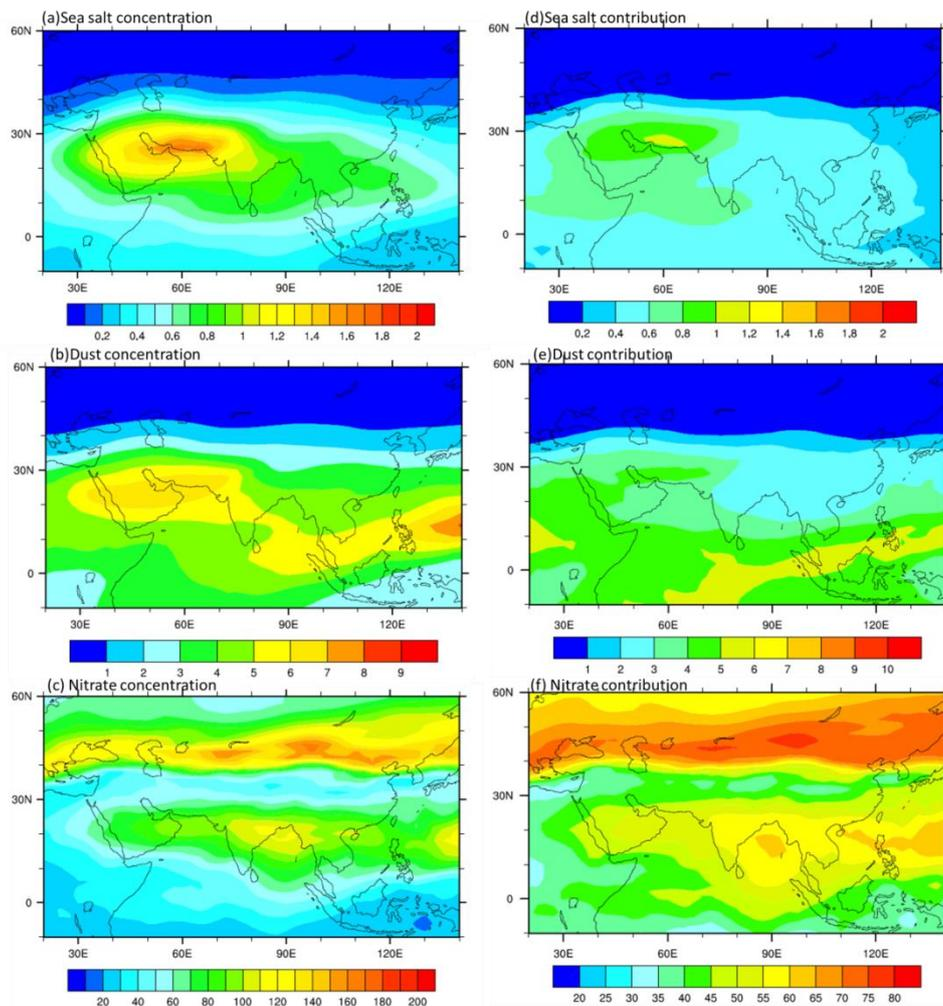 (a)Sea salt concentration
(d)Sea salt contribution
60N
30N
0
30E 60E 90E 120E
0,2 0,4 0,6 0,8 1 1,2 1,4 1,6 1,8 2
60N
30N
0
30E 60E 90E 120E
0,2 0,4 0,6 0,8 1 1,2 1,4 1,6 1,8 2
(b)Dust concentration
(e)Dust contribution
60N
30N
0
30E 60E 90E 120E
1 2 3 4 5 6 7 8 9
60N
30N
0
30E 60E 90E 120E
1 2 3 4 5 6 7 8 9 10
(c) Nitrate concentration
(f) Nitrate contribution
60N
30N
0
30E 60E 90E 120E
20 40 60 80 100 120 140 160 200
60N
30N
0
30E 60E 90E 120E
20 25 30 35 40 45 50 55 60 65 70 78 80